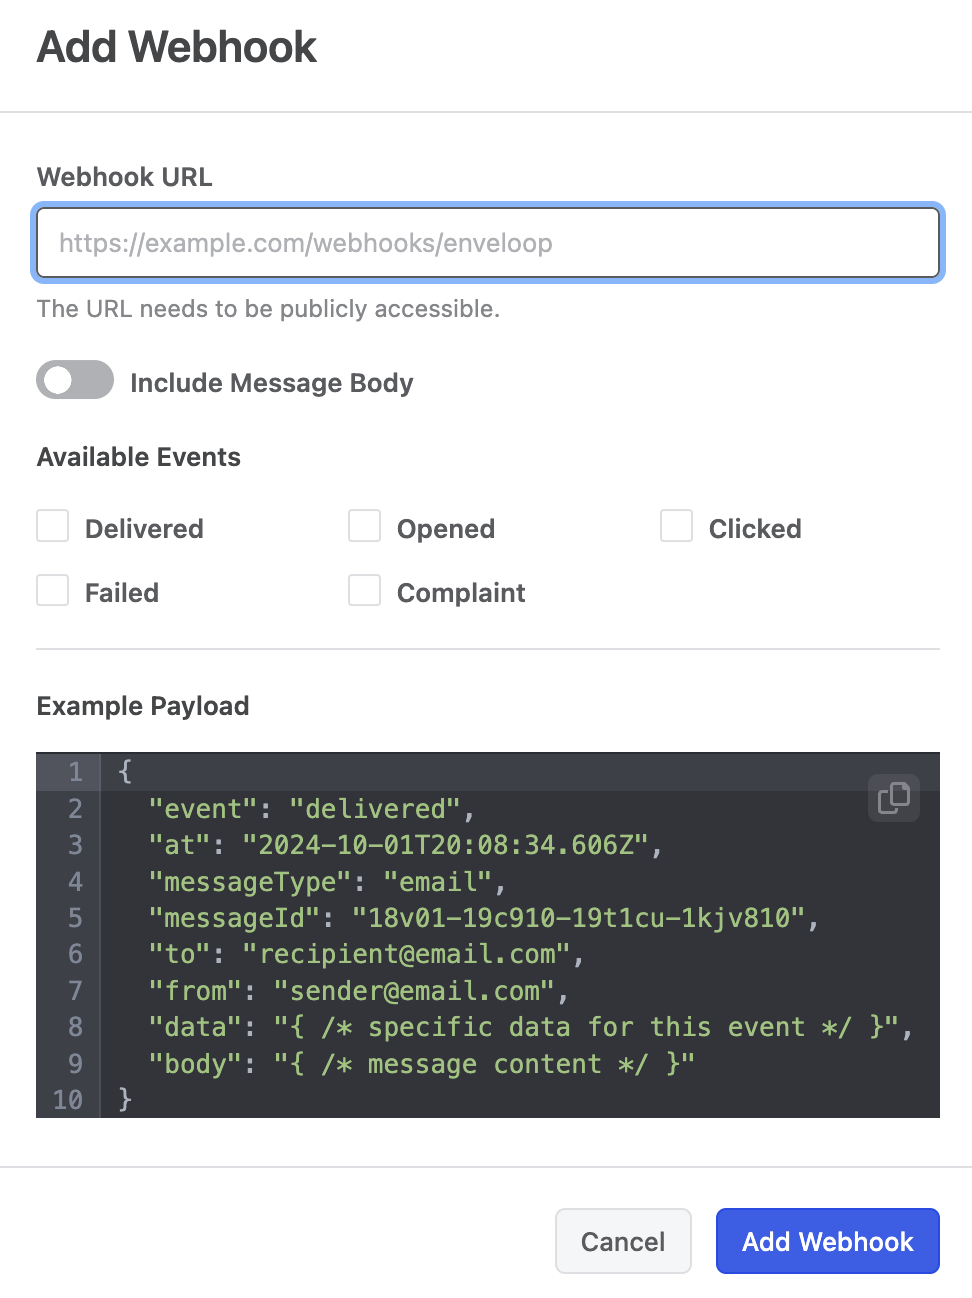 Add Webhook
Webhook URL
https://example.com/webhooks/enveloop
The URL needs to be publicly accessible.
Include Message Body
Available Events
Delivered Opened Clicked
Failed Complaint
Example Payload
1 {
2 "event": "delivered",
3 "at": "2024-10-01T20:08:34.606Z",
4 "messageType": "email",
5 "messageId": "18v01-19c910-19t1cu-1kjv810",
6 "to": "recipient@email.com",
7 "from": "sender@email.com",
8 "data": "{ /* specific data for this event */ }",
9 "body": "{ /* message content */ }"
10 }
Cancel Add Webhook